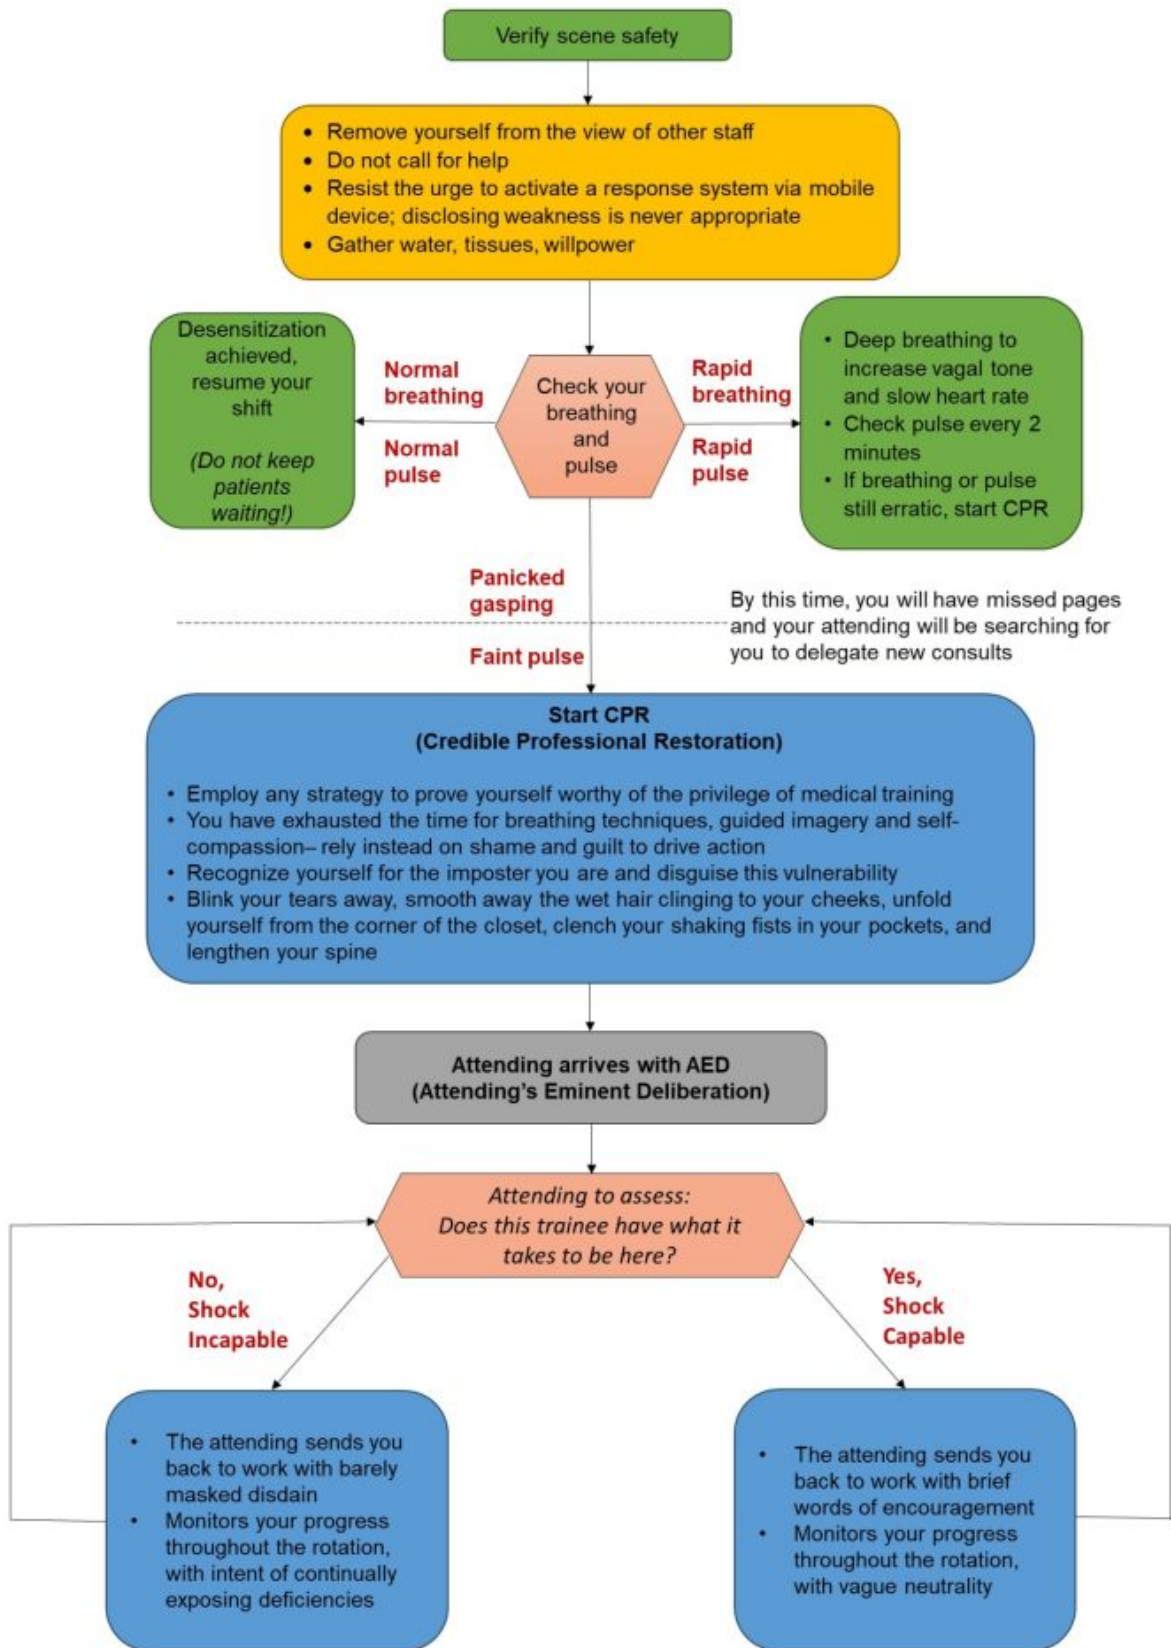 Verify scene safety
• Remove yourself from the view of other staff
• Do not call for help
• Resist the urge to activate a response system via mobile
device; disclosing weakness is never appropriate
• Gather water, tissues, willpower
Desensitization
achieved,
resume your
shift
(Do not keep
patients
waiting!)
Normal
breathing
Normal
pulse
Check your
breathing
and
pulse
Rapid
breathing
Rapid
pulse
• Deep breathing to
increase vagal tone
and slow heart rate
• Check pulse every 2
minutes
• If breathing or pulse
still erratic, start CPR
Panicked
gasping
Faint pulse
By this time, you will have missed pages
and your attending will be searching for
you to delegate new consults
Start CPR
(Credible Professional Restoration)
• Employ any strategy to prove yourself worthy of the privilege of medical training
• You have exhausted the time for breathing techniques, guided imagery and self-
compassion– rely instead on shame and guilt to drive action
• Recognize yourself for the imposter you are and disguise this vulnerability
• Blink your tears away, smooth away the wet hair clinging to your cheeks, unfold
yourself from the corner of the closet, clench your shaking fists in your pockets, and
lengthen your spine
Attending arrives with AED
(Attending’s Eminent Deliberation)
Attending to assess:
Does this trainee have what it
takes to be here?
No,
Shock
Incapable
Yes,
Shock
Capable
• The attending sends you
back to work with barely
masked disdain
• Monitors your progress
throughout the rotation,
with intent of continually
exposing deficiencies
• The attending sends you
back to work with brief
words of encouragement
• Monitors your progress
throughout the rotation,
with vague neutrality